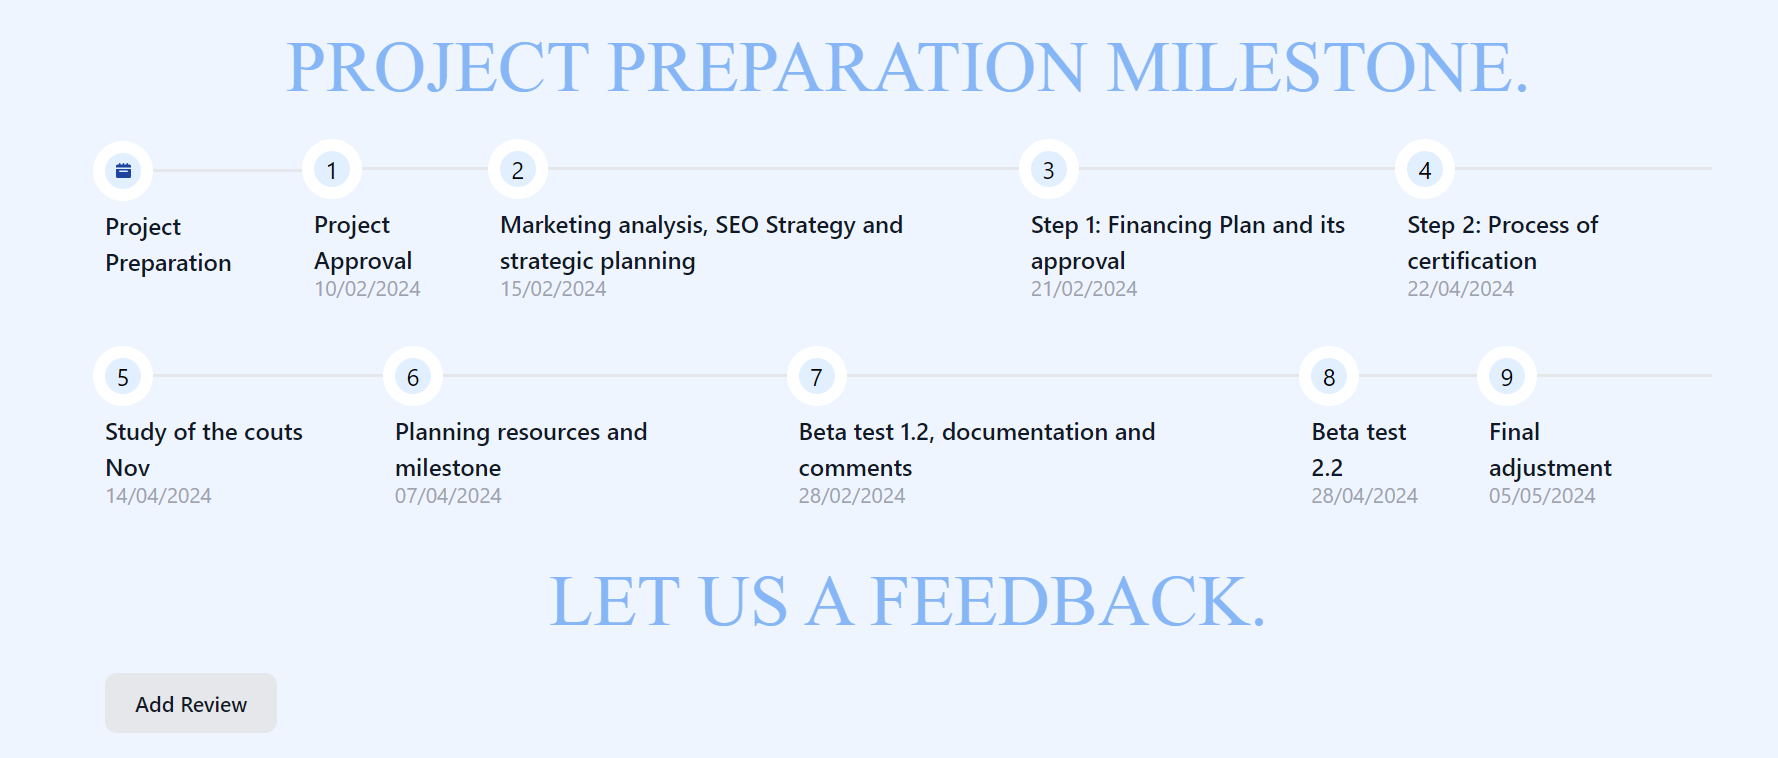 PROJECT PREPARATION MILESTONE.
Project
Preparation
1
Project
Approval
10/02/2024
2
Marketing analysis, SEO Strategy and
strategic planning
15/02/2024
3
Step 1: Financing Plan and its
approval
21/02/2024
4
Step 2: Process of
certification
22/04/2024
5
Study of the couts
Nov
14/04/2024
6
Planning resources and
milestone
07/04/2024
7
Beta test 1.2, documentation and
comments
28/02/2024
8
Beta test
2.2
28/04/2024
9
Final
adjustment
05/05/2024
LET US A FEEDBACK.
Add Review